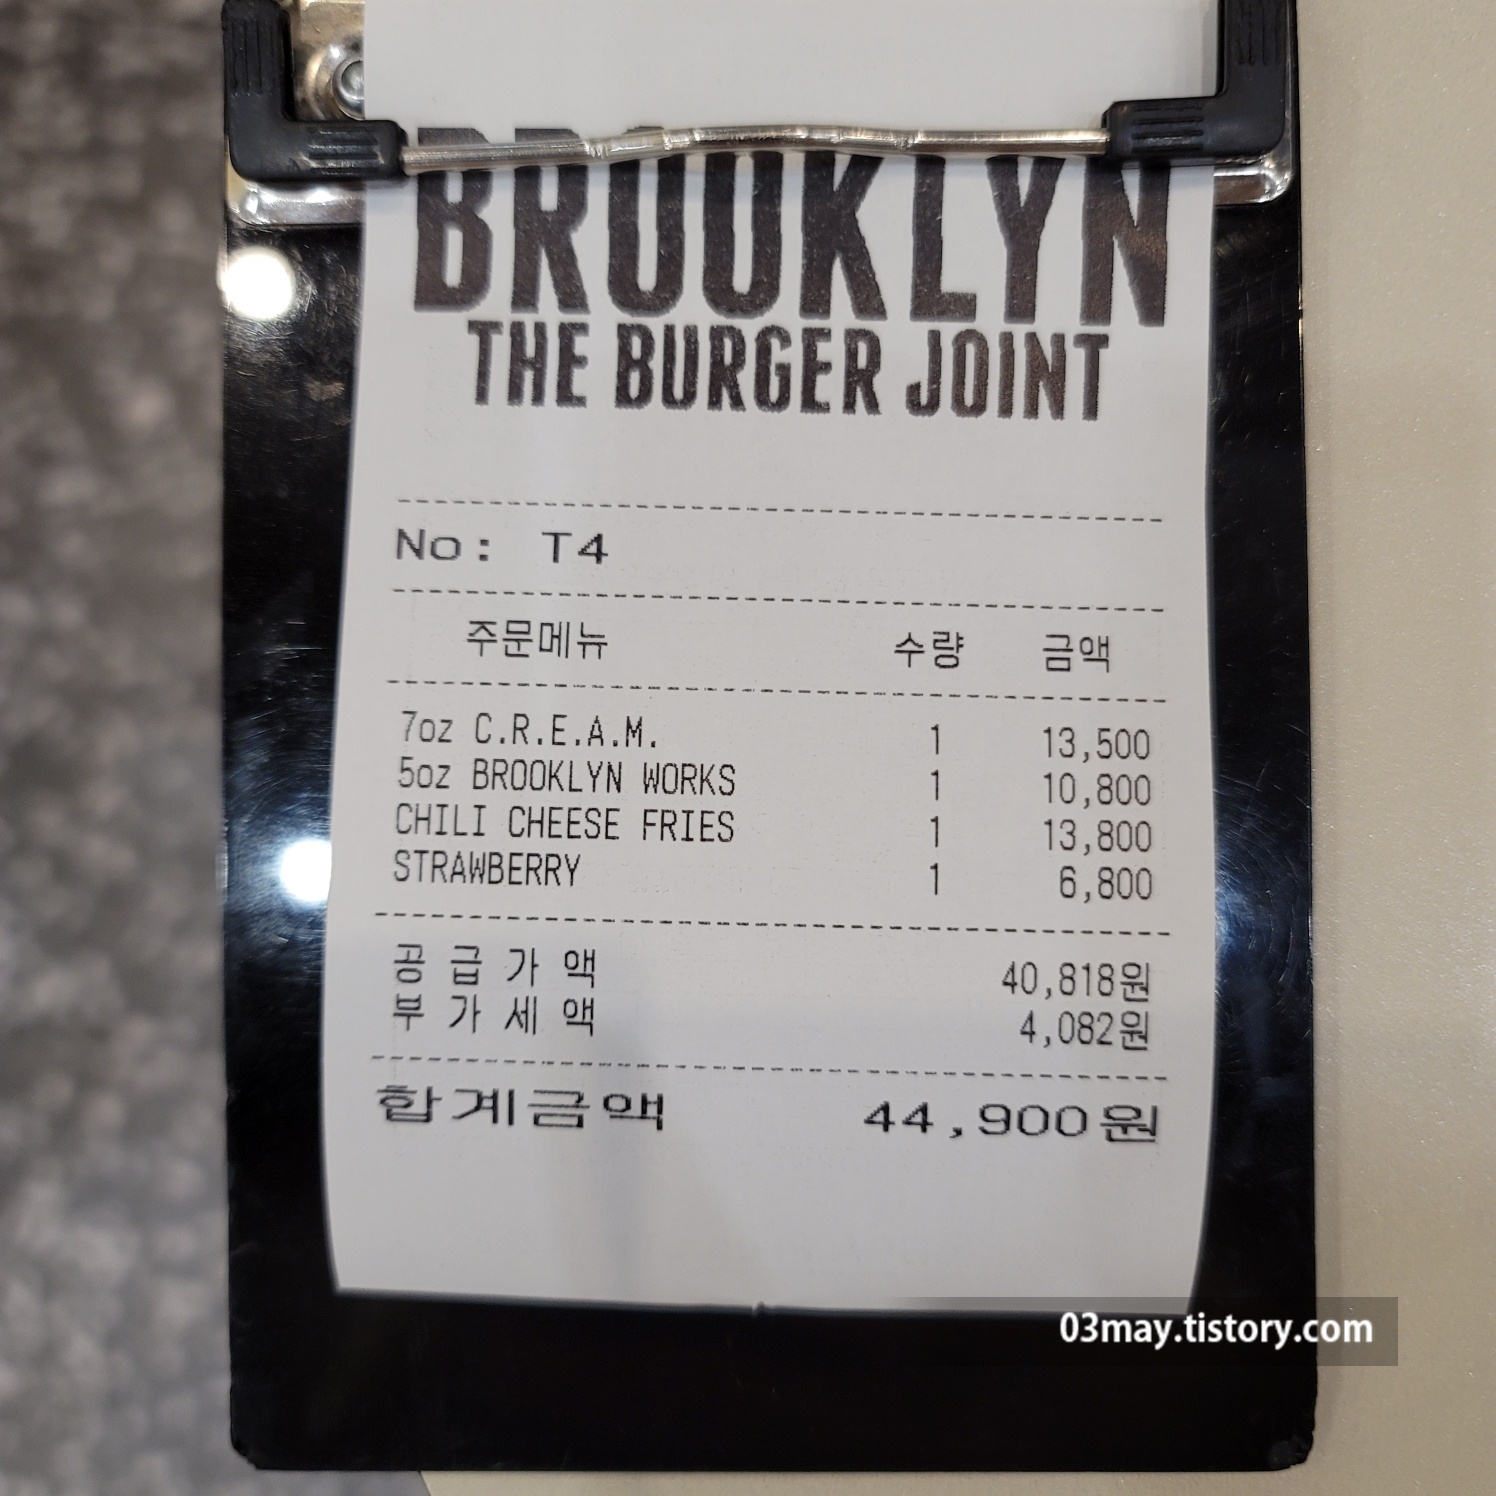 BROOKLYN
THE BURGER JOINT
No: T4
주문메뉴 수량 금액
7oz C.R.E.A.M. 1 13,500
5oz BROOKLYN WORKS 1 10,800
CHILI CHEESE FRIES 1 13,800
STRAWBERRY 1 6,800
공 급 가 액 40,818원
부 가 세 액 4,082원
합계금액 44,900원
03may.tistory.com